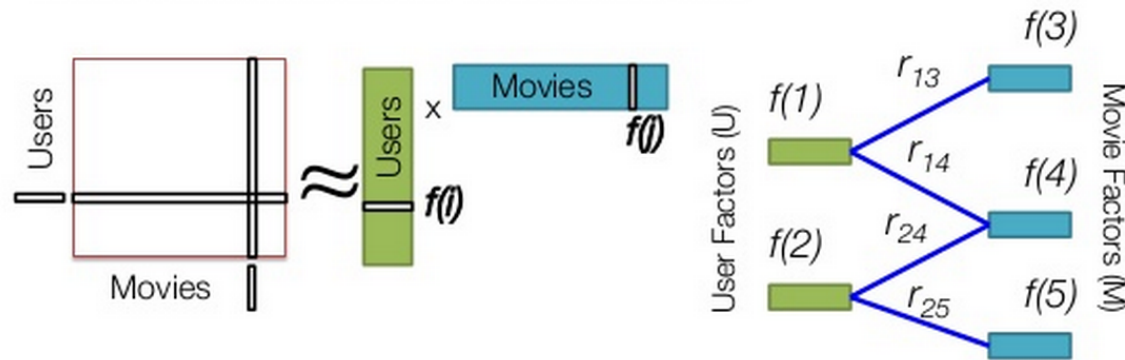 Users
Movies
≈
Users
f(i)
x
Movies
f(j)
User Factors (U)
f(1)
f(2)
r13
r14
r24
r25
f(3)
f(4)
f(5)
Movie Factors (M)